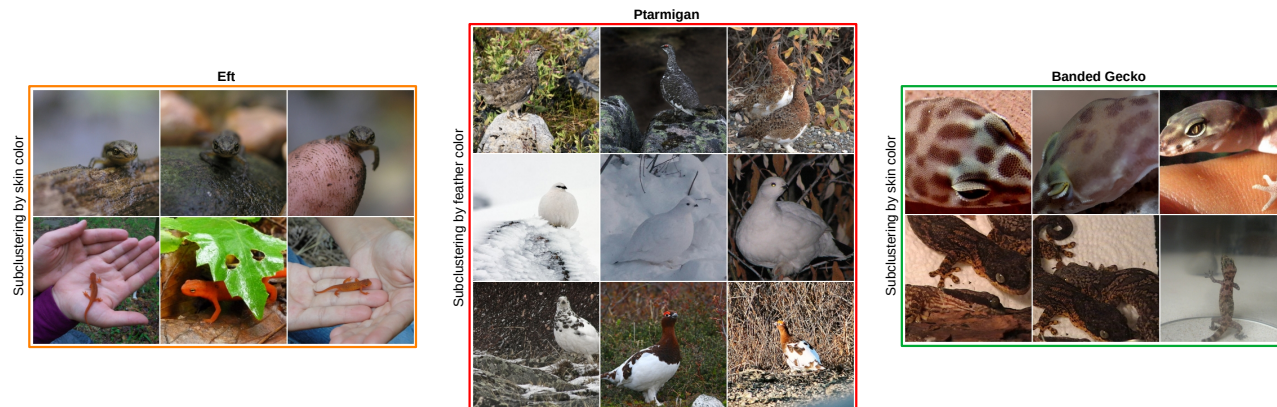 Ptarmigan
Eft
Banded Gecko
Subclustering by skin color
Subclustering by feather color
Subclustering by skin color